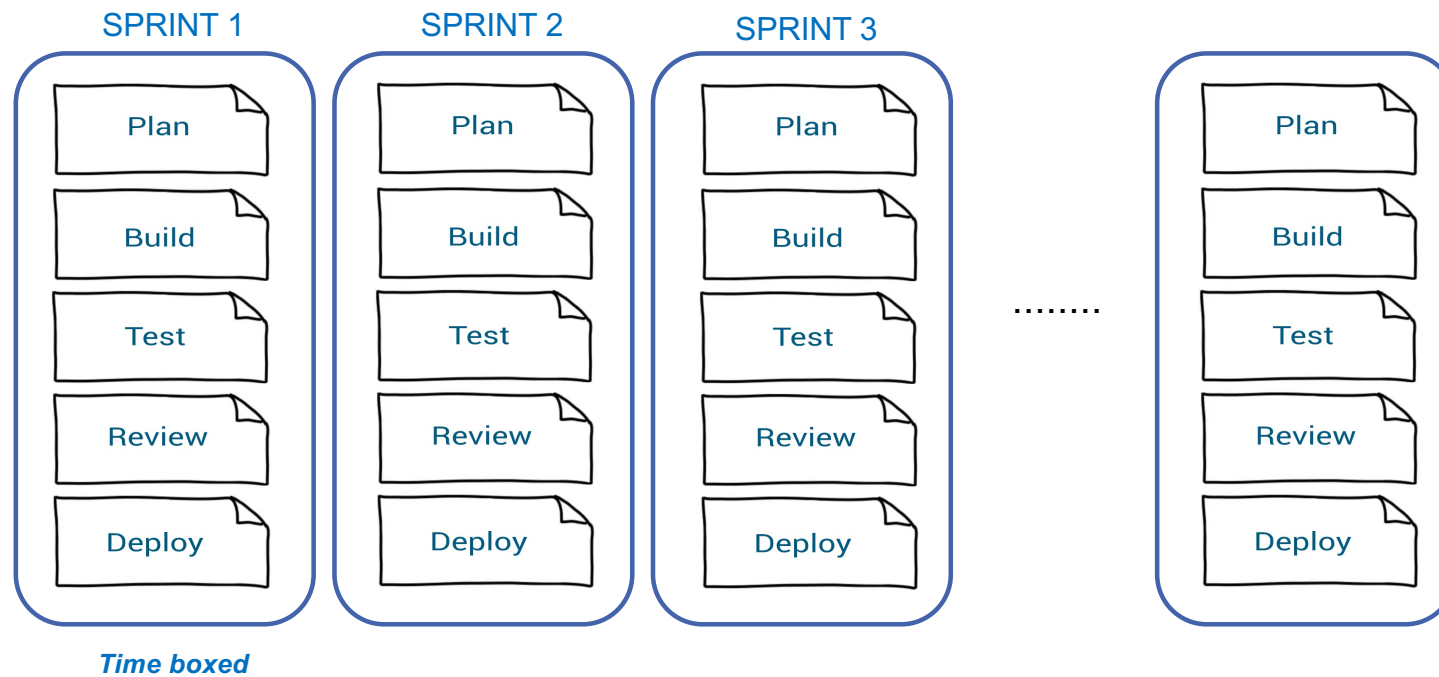 SPRINT 1
Plan
Build
Test
Review
Deploy
Time boxed
SPRINT 2
Plan
Build
Test
Review
Deploy
SPRINT 3
Plan
Build
Test
Review
Deploy
........
Plan
Build
Test
Review
Deploy